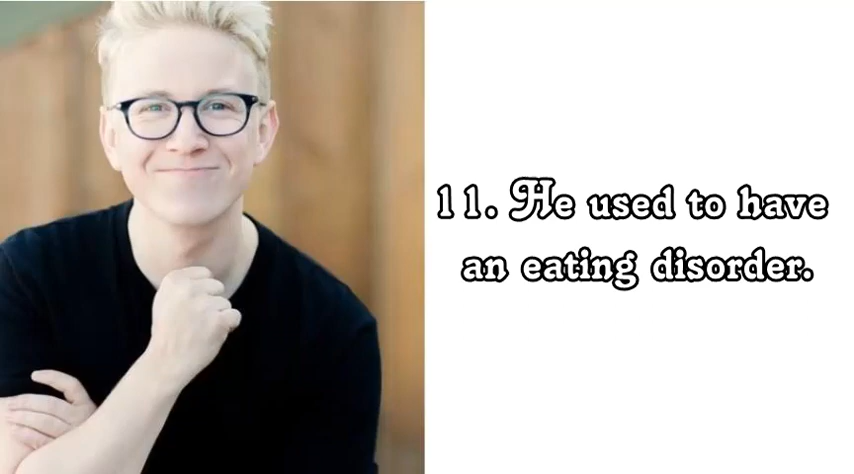 11. He used to have
an eating disorder.